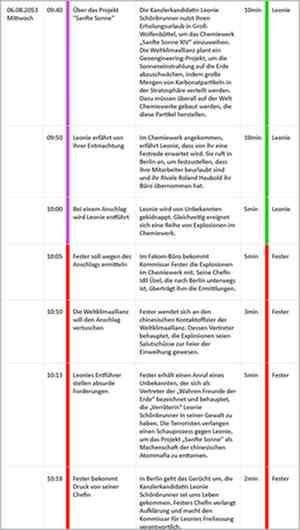 06.08.2053
Mittwoch
09:40
Über das Projekt
"Sanfte Sonne"
Die Kanzlerkandidatin Leonie
Schönbrunner nutzt ihren
Erholungsurlaub in Groß-
Wolfenbüttel, um das Chemiewerk
„Sanfte Sonne XIV" einzuweihen.
Die Weltklimaallianz plant ein
Geoengineering-Projekt, um die
Sonneneinstrahlung auf die Erde
abzuschwächen, indem große
Mengen von Karbonatpartikeln in
der Stratosphäre verteilt werden.
Dazu müssen überall auf der Welt
Chemiewerke gebaut werden, die
diese Partikel herstellen.
10min
Leonie
09:50
Leonie erfährt von
ihrer Entmachtung
Im Chemiewerk angekommen,
erfährt Leonie, dass von ihr eine
Festrede erwartet wird. Sie ruft in
Berlin an, um festzustellen, dass
ihre Mitarbeiter beurlaubt sind
und ihr Rivale Roland Haubold ihr
Büro übernommen hat.
10min
Leonie
10:00
Bei einem Anschlag
wird Leonie entführt
Leonie wird von Unbekannten
gekidnappt. Gleichzeitig ereignet
sich eine Reihe von Explosionen im
Chemiewerk.
5min
Leonie
10:05
Fester soll wegen des
Anschlags ermitteln
Im Büro bekommt
Kommissar Fester die Explosionen
im Chemiewerk mit. Seine Chefin
Üzel, die nach Berlin unterwegs
ist, überträgt ihm die Ermittlungen.
5min
Fester
10:10
Die Weltklimaallianz
will den Anschlag
vertuschen
Fester wendet sich an den
chinesischen Kontaktoffizier der
Weltklimaallianz. Dessen Vertreter
behauptet, die Explosionen seien
Salutschüsse zur Feier der
Einweihung gewesen.
3min
Fester
10:13
Leonies Entführer
stellen absurde
Forderungen
Fester erhält einen Anruf eines
Unbekannten, der sich als
Vertreter der „Wahren Freunde der
Erde" bezeichnet und behauptet,
die „Verräterin" Leonie
Schönbrunner in seiner Gewalt zu
haben. Die Terroristen verlangen
einen Schauprozess gegen Leonie,
um das Projekt „Sanfte Sonne" als
Machenschaft der chinesischen
Atommafia zu entlarnen.
5min
Fester
10:18
Fester bekommt
Druck von seiner
Chefin
In Berlin geht das Gerücht um, die
Kanzlerkandidatin Leonie
Schönbrunner sei ums Leben
gekommen. Festers Chefin verlangt
Aufklärung und macht den
Kommissar für Leonies Freilassung
verantwortlich.
2min
Fester